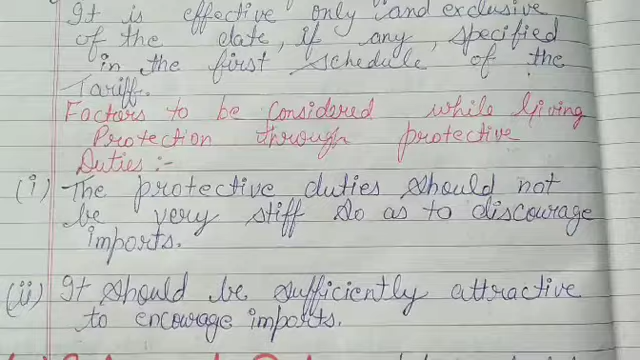 It is effective only and exclusive
of the date, if any, specified
in the first schedule of the
Tariff.
Factors to be Considered while Giving
Protection through protective
Duties :-
(i) The protective duties should not
be very stiff so as to discourage
imports.
(ii) It should be sufficiently attractive
to encourage imports.